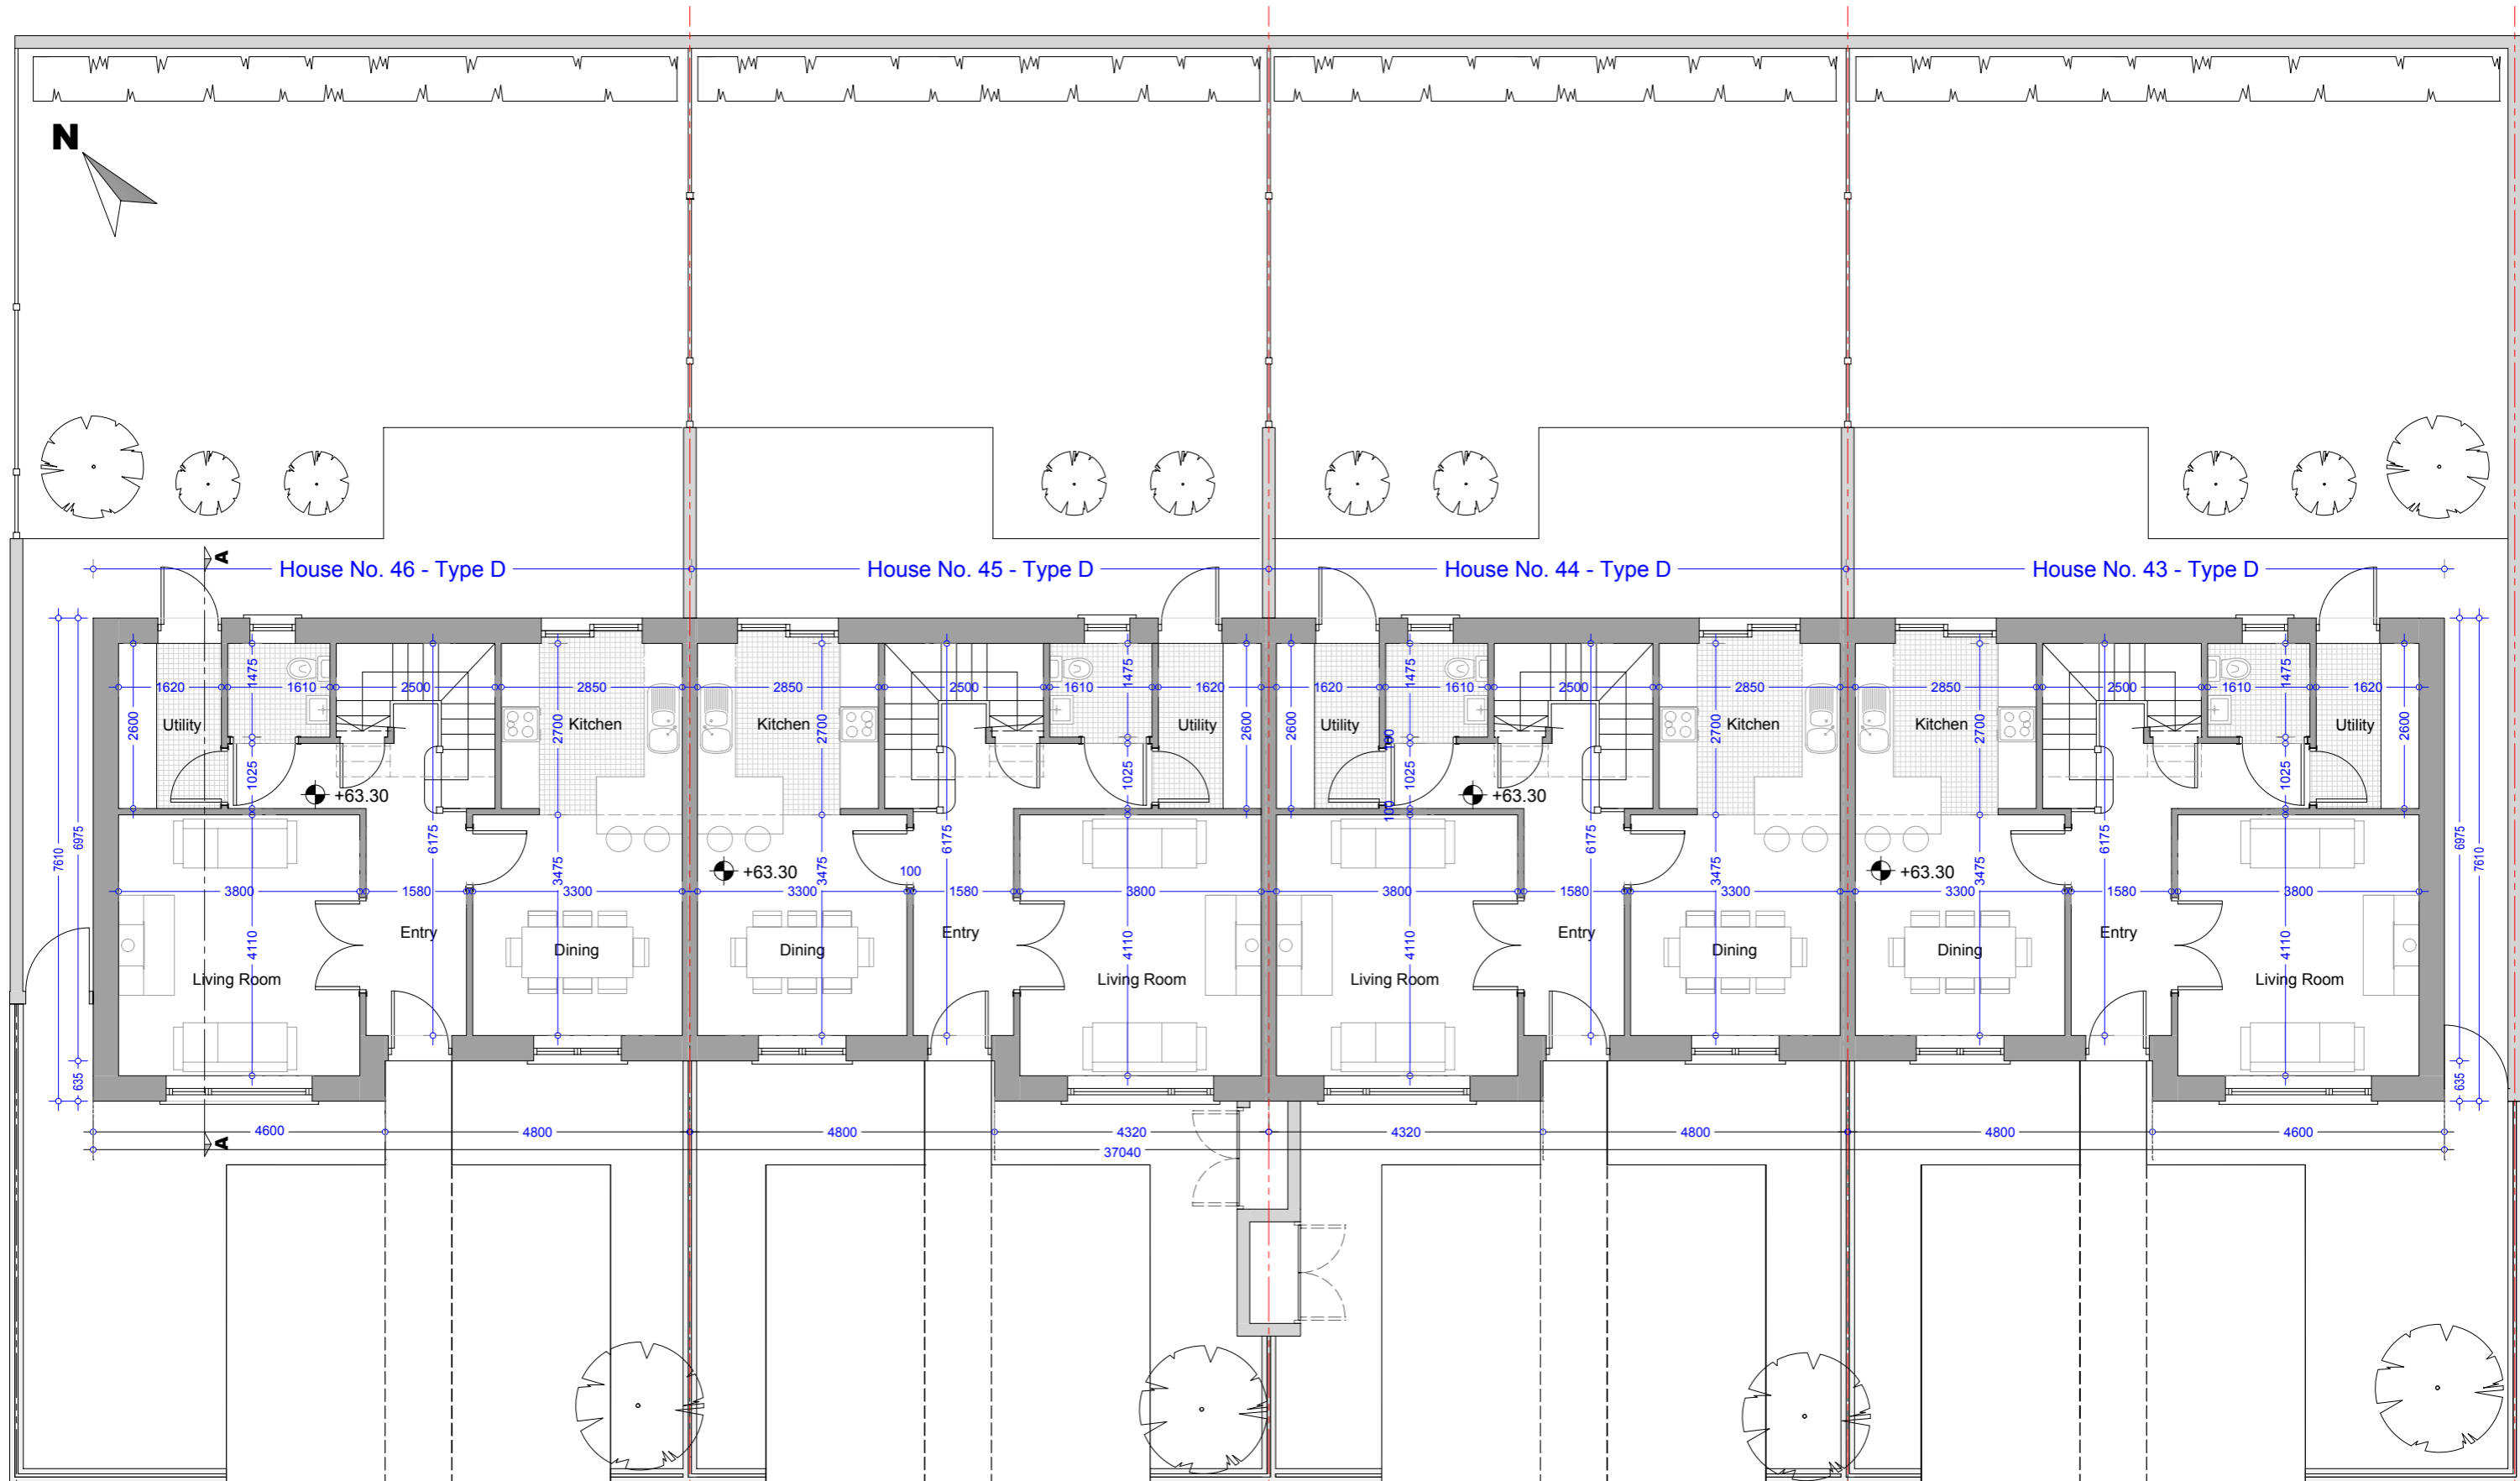 N
A
House No. 46 - Type D
House No. 45 - Type D
House No. 44 - Type D
House No. 43 - Type D
1475
1475
1475
1475
1620
1610
2500
2850
2850
2500
1610
1620
1620
1610
2500
2850
2850
2500
1610
1620
2600
Utility
Kitchen
2700
Kitchen
2700
Utility
2600
2600
Utility
100
Kitchen
2700
Kitchen
2700
Utility
2600
1025
1025
1025
1025
+63.30
+63.30
100
7610
6975
6175
6175
6175
6175
6975
7610
+63.30
3475
3475
100
+63.30
3475
3475
3800
1580
3300
3300
1580
3800
3800
1580
3300
3300
1580
3800
Entry
Dining
Dining
Entry
Entry
Dining
Dining
Entry
4110
4110
4110
4110
Living Room
Living Room
Living Room
Living Room
635
635
4600
A
4800
4800
4320
4320
4800
4800
4600
37040